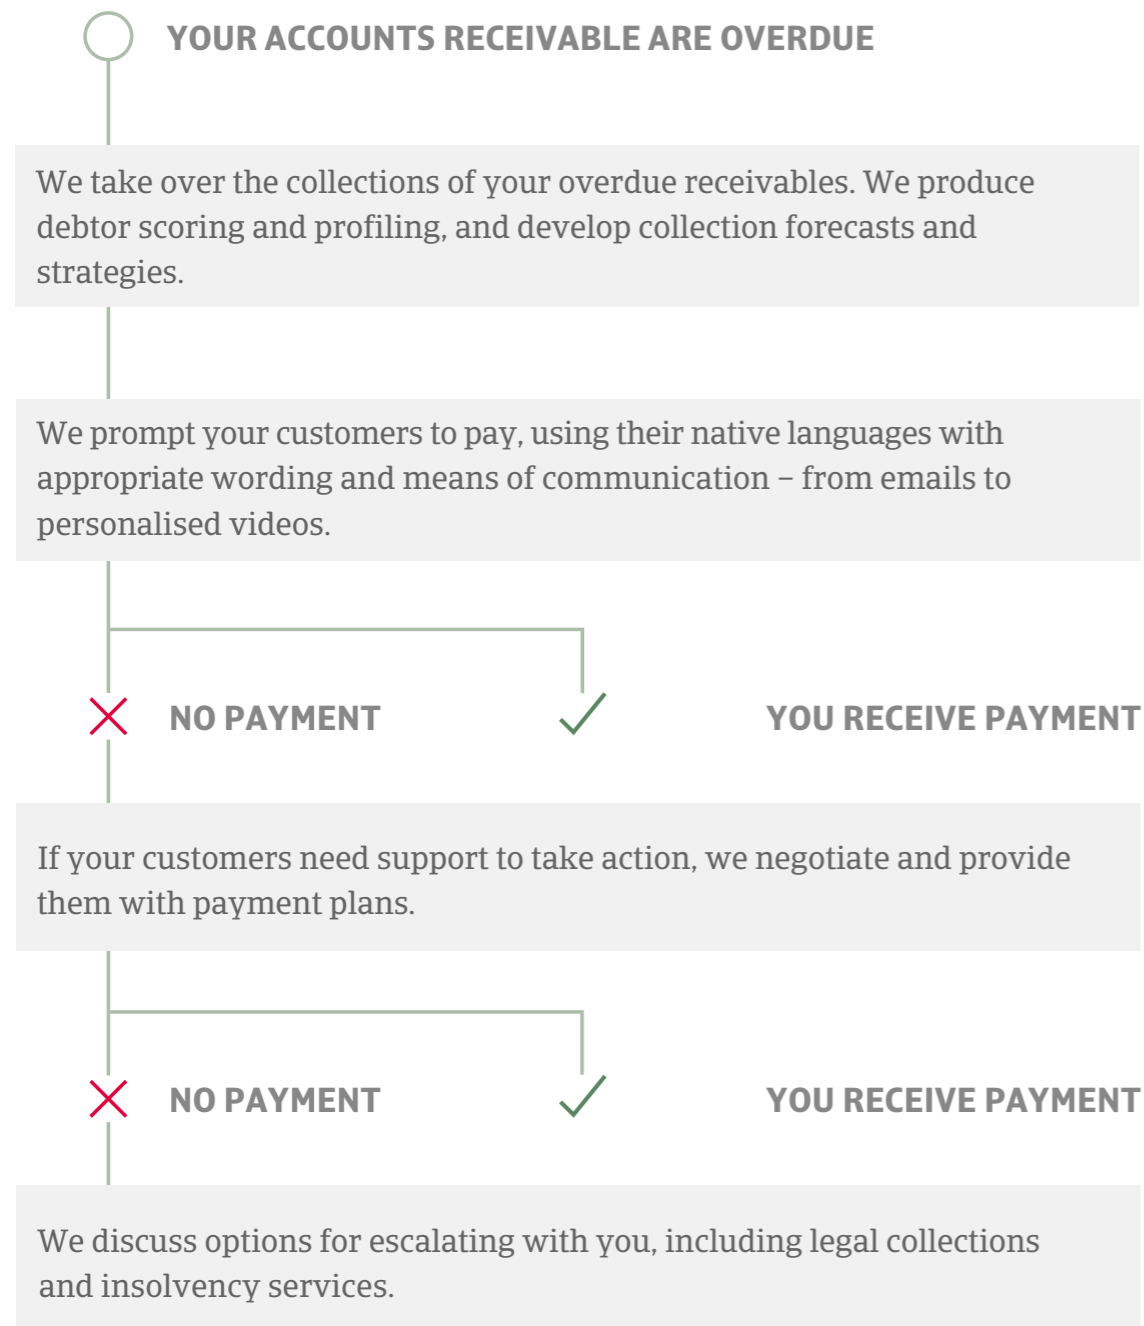 YOUR ACCOUNTS RECEIVABLE ARE OVERDUE
We take over the collections of your overdue receivables. We produce
debtor scoring and profiling, and develop collection forecasts and
strategies.
We prompt your customers to pay, using their native languages with
appropriate wording and means of communication – from emails to
personalised videos.
NO PAYMENT
YOU RECEIVE PAYMENT
If your customers need support to take action, we negotiate and provide
them with payment plans.
NO PAYMENT
YOU RECEIVE PAYMENT
We discuss options for escalating with you, including legal collections
and insolvency services.